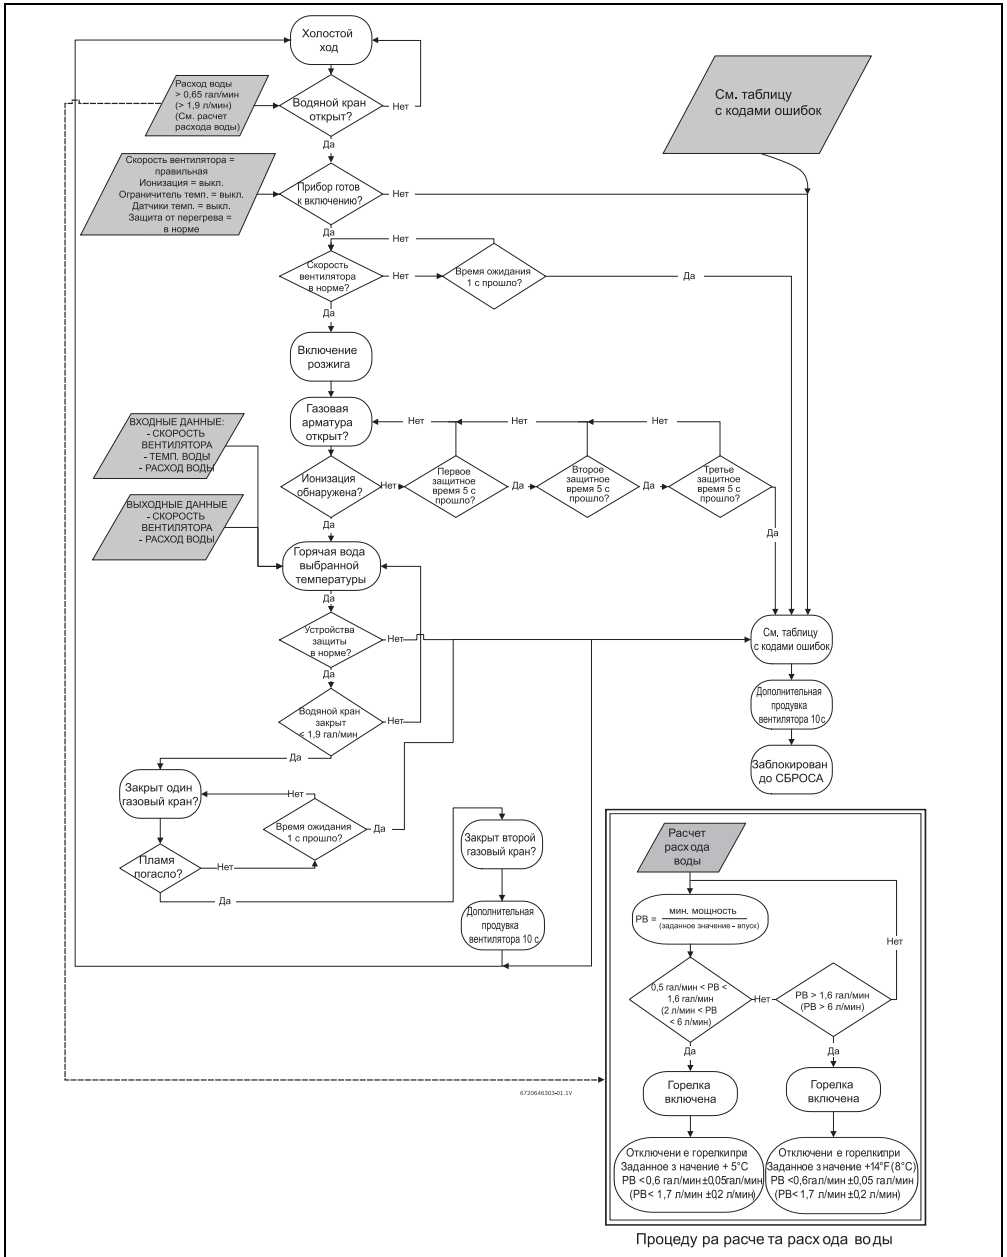 Холостой
ход
Расход воды
> 0,65 гал/мин
(> 1,9 л/мин)
(См. расчет
расхода воды)
Водяной кран
открыт?
Нет
Да
См. таблицу
с кодами ошибок
Скорость вентилятора =
правильная
Ионизация = выкл.
Ограничитель темп. = выкл.
Датчики темп. = выкл.
Защита от перегрева =
в норме
Прибор готов
к включению?
Нет
Да
Нет
Скорость
вентилятора
в норме?
Нет
Время ожидания
1 с прошло?
Да
Да
Включение
розжига
Газовая
арматура
открыт?
Нет
Нет
Нет
ВХОДНЫЕ ДАННЫЕ:
- СКОРОСТЬ
ВЕНТИЛЯТОРА
- ТЕМП. ВОДЫ
- РАСХОД ВОДЫ
Ионизация
обнаружена?
Нет
Первое
защитное
время 5 с
прошло?
Да
Второе
защитное
время 5 с
прошло?
Да
Третье
защитное
время 5 с
прошло?
Да
Да
ВЫХОДНЫЕ ДАННЫЕ
- СКОРОСТЬ
ВЕНТИЛЯТОРА
- РАСХОД ВОДЫ
Горячая вода
выбранной
температуры
Да
Устройства
защиты
в норме?
Нет
Да
См. таблицу
с кодами ошибок
Водяной кран
закрыт
< 1,9 гал/мин
Нет
Да
Дополнительная
продувка
вентилятора 10 с
Заблокирован
до СБРОСА
Закрыт один
газовый кран?
Нет
Время ожидания
1 с прошло?
Да
Пламя
погасло?
Нет
Да
Закрыт второй
газовый кран?
Дополнительная
продувка
вентилятора 10 с
Расчет
расхода
воды
РВ =
мин. мощность
(заданное значение – впуск)
Нет
0,5 гал/мин < РВ <
1,6 гал/мин
(2 л/мин < РВ
< 6 л/мин)
Нет
РВ > 1,6 гал/мин
(РВ > 6 л/мин)
Да
Да
Горелка
включена
Горелка
включена
Отключени е горелкипри
Заданное з начение + 5°C
РВ <0,6 гал/мин ±0,05гал/мин
(РВ< 1,7 л/мин ±0,2 л/мин)
Отключени е горелкипри
Заданное з начение +14°F(8°C)
РВ <0,6гал/мин ±0,05 гал/мин
(РВ< 1,7 л/мин ±0,2 л/мин)
6720646303-01.1V
Процеду ра расче та расх ода во ды